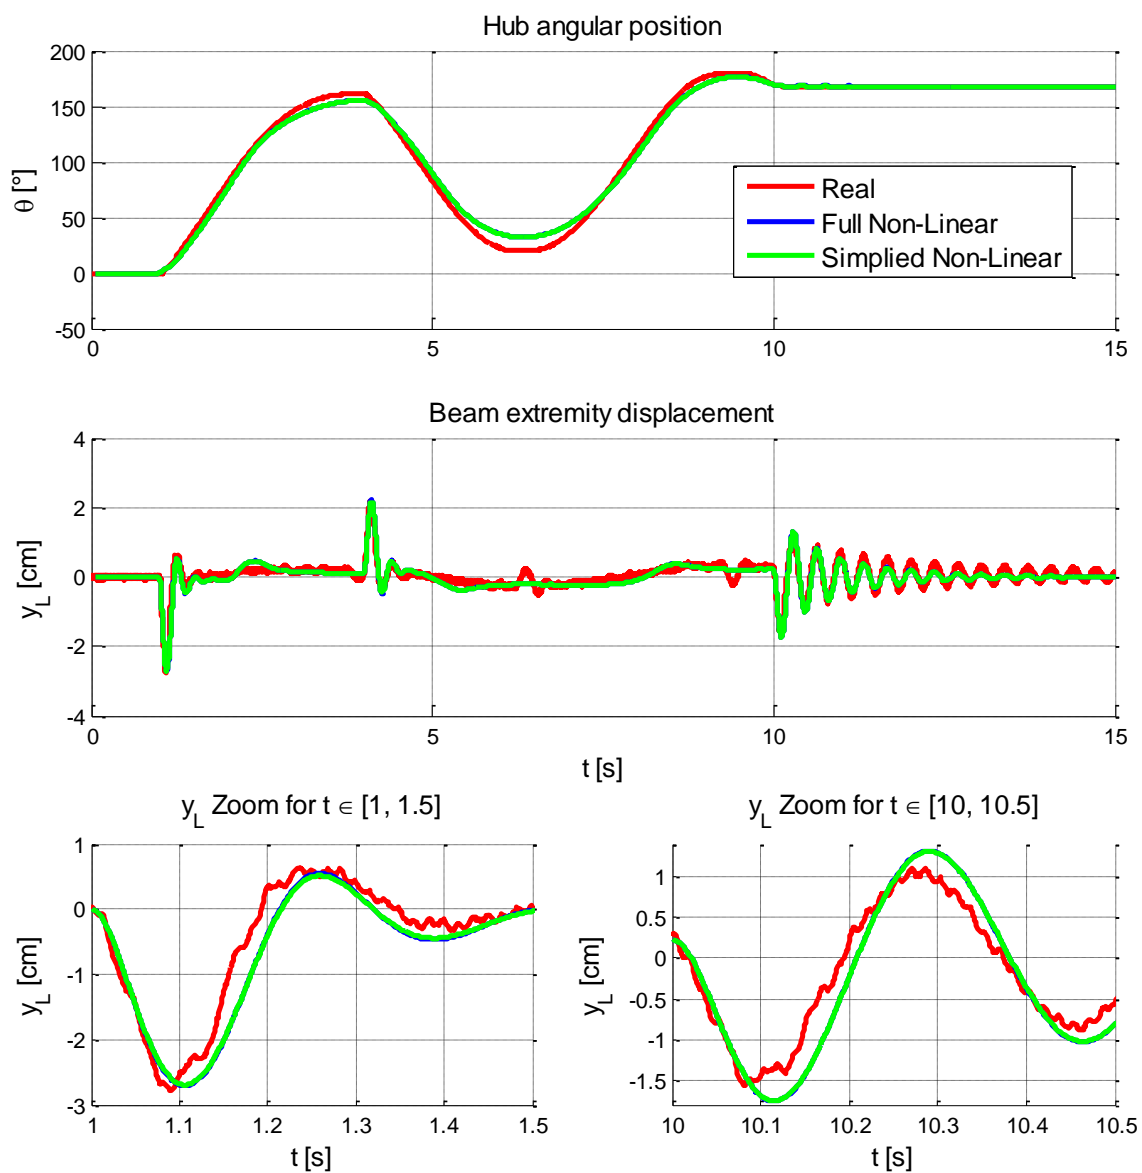 Hub angular position
200
150
100
50
0
-50
θ [°]
Real
Full Non-Linear
Simplied Non-Linear
0 5 10 15
Beam extremity displacement
4
2
0
-2
-4
y_L [cm]
0 5 10 15
t [s]
y_L Zoom for t ∈ [1, 1.5]
1
0
-1
-2
-3
y_L [cm]
1 1.1 1.2 1.3 1.4 1.5
t [s]
y_L Zoom for t ∈ [10, 10.5]
1
0.5
0
-0.5
-1
-1.5
y_L [cm]
10 10.1 10.2 10.3 10.4 10.5
t [s]